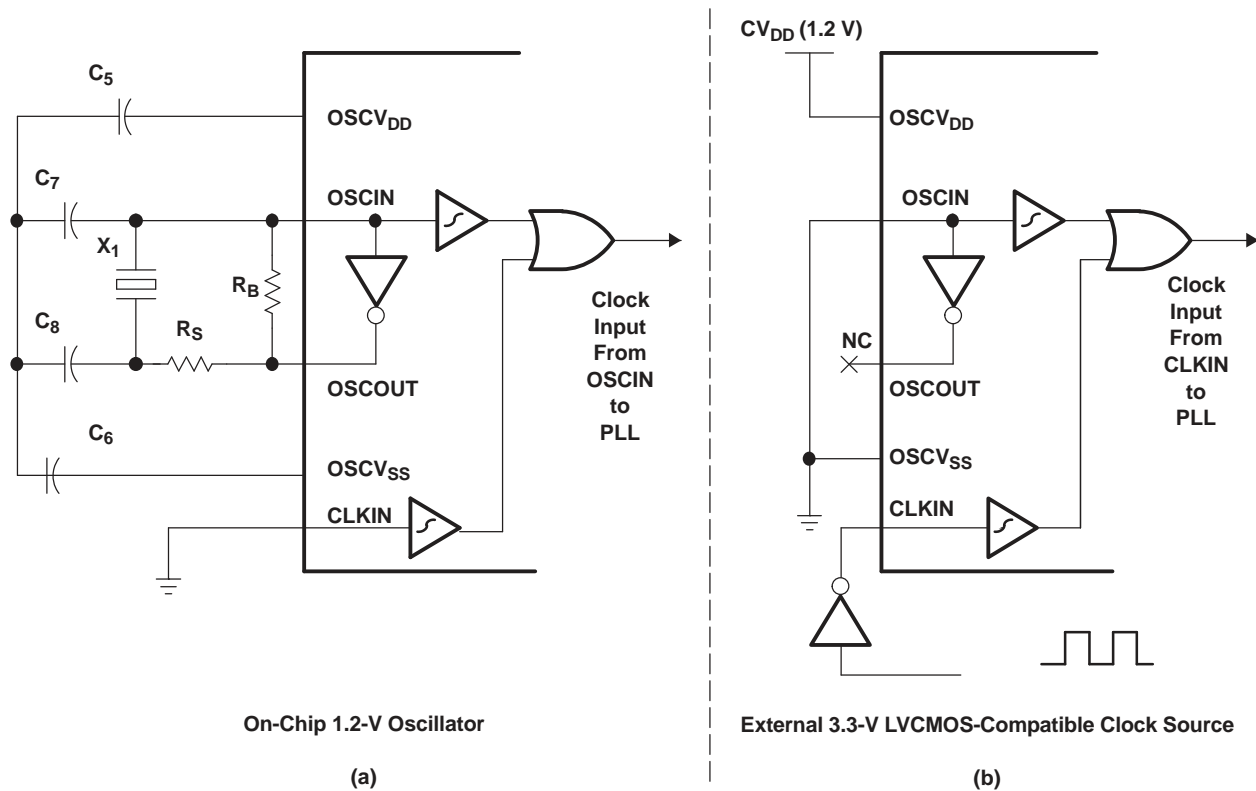 C5
OSCVDD
C7
OSCIN
X1
RB
C8
RS
OSCOUT
C6
OSCVSS
CLKIN
Clock
Input
From
OSCIN
to
PLL
On-Chip 1.2-V Oscillator
(a)
CVDD (1.2 V)
OSCVDD
OSCIN
NC
OSCOUT
OSCVSS
CLKIN
Clock
Input
From
CLKIN
to
PLL
External 3.3-V LVCMOS-Compatible Clock Source
(b)